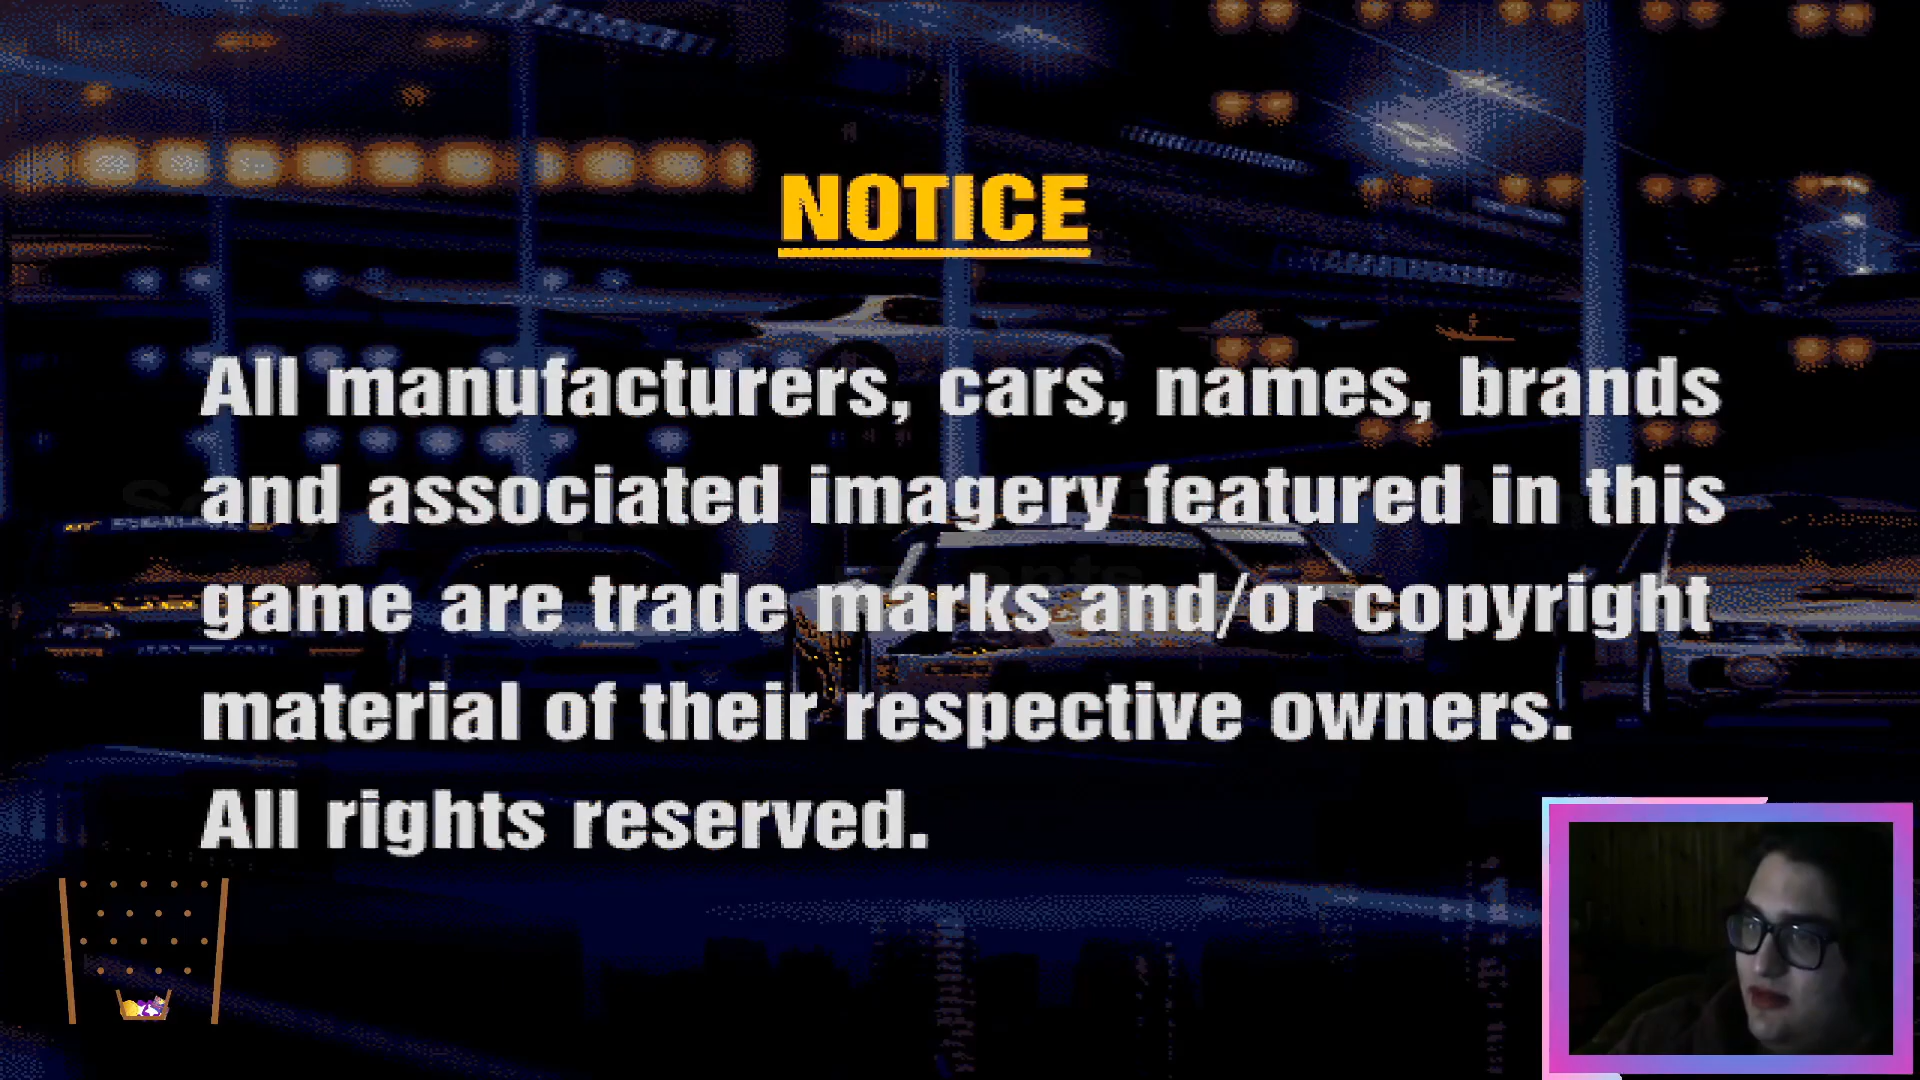 NOTICE
All manufacturers, cars, names, brands
and associated imagery featured in this
game are trade marks and/or copyright
material of their respective owners.
All rights reserved.